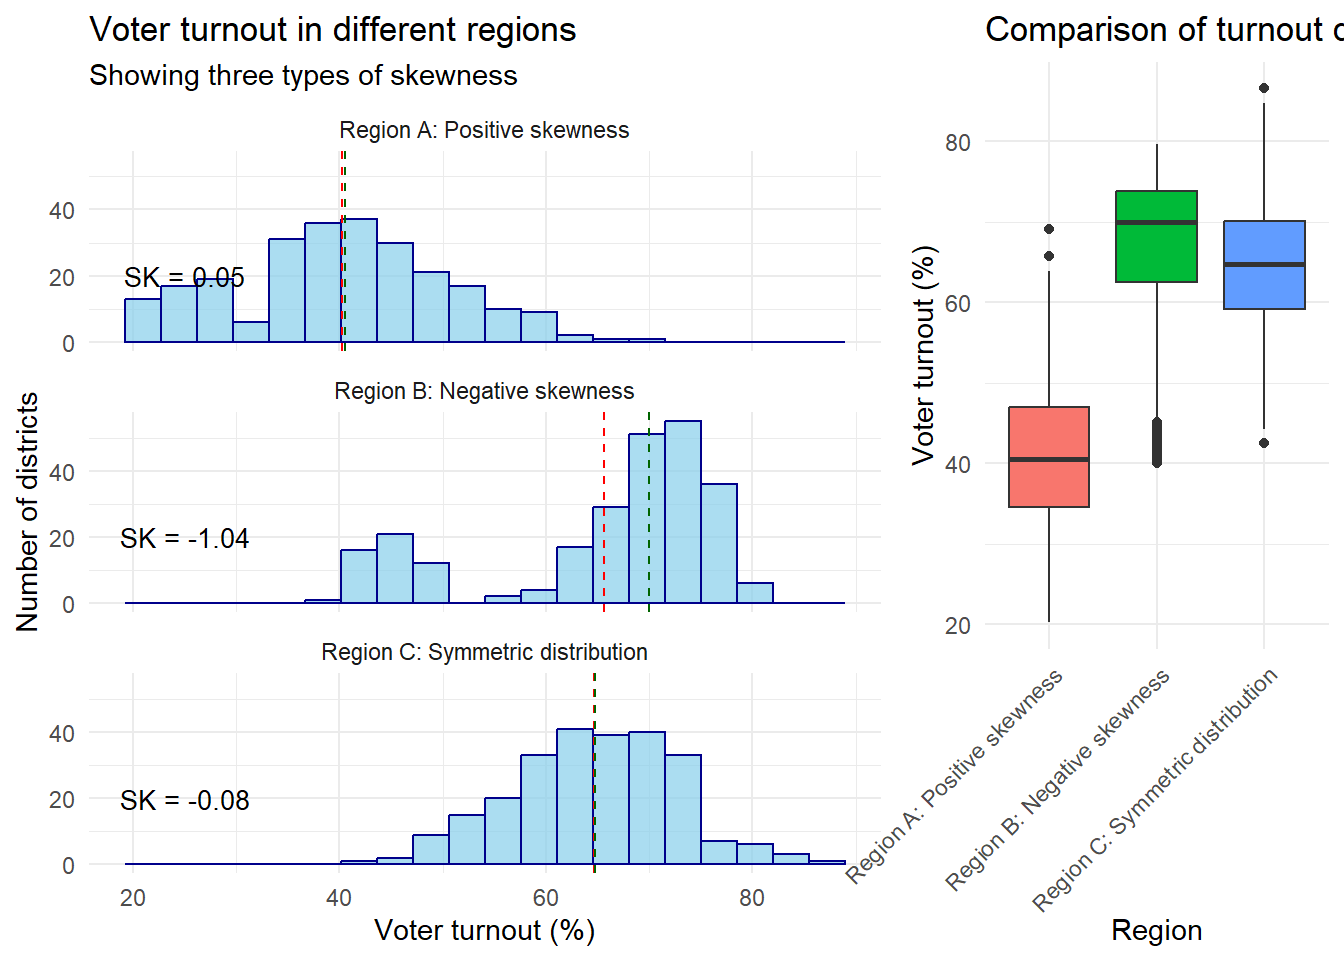 Voter turnout in different regions
Showing three types of skewness
Region A: Positive skewness
40
20
0
SK = 0.05
Region B: Negative skewness
40
20
0
SK = -1.04
Region C: Symmetric distribution
40
20
0
SK = -0.08
20 40 60 80
Voter turnout (%)
Number of districts
Comparison of turnout
80
60
40
20
Voter turnout (%)
Region A: Positive skewness
Region B: Negative skewness
Region C: Symmetric distribution
Region